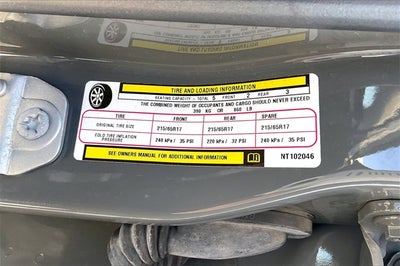 TIRE AND LOADING INFORMATION
SEATING CAPACITY - TOTAL 5 FRONT 2 REAR 3
THE COMBINED WEIGHT OF OCCUPANTS AND CARGO SHOULD NEVER EXCEED
390 KG OR 860 LB
TIRE FRONT REAR SPARE
ORIGINAL TIRE SIZE 215/65R17 215/65R17 215/65R17
COLD TIRE INFLATION PRESSURE 240 kPa / 35 PSI 220 kPa / 32 PSI 240 kPa / 35 PSI
SEE OWNERS MANUAL FOR ADDITIONAL INFORMATION NT102046